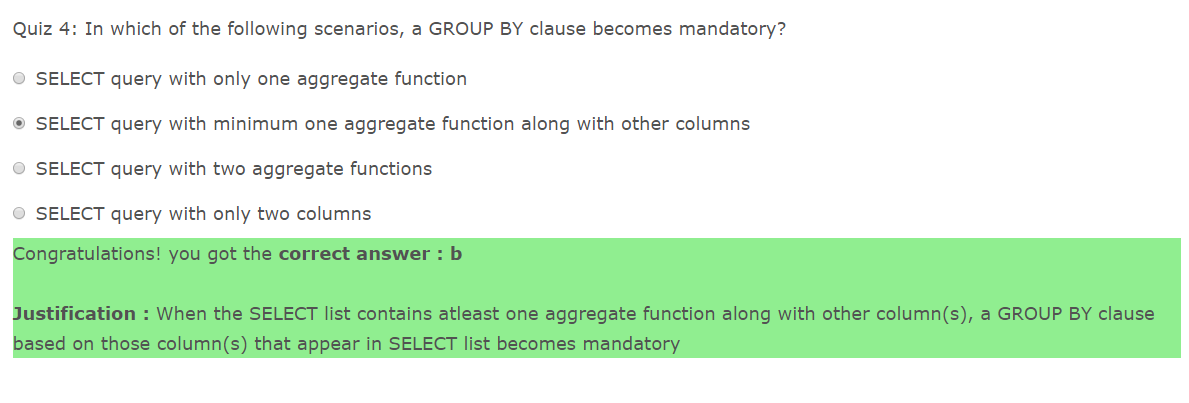 Quiz 4: In which of the following scenarios, a GROUP BY clause becomes mandatory?
SELECT query with only one aggregate function
SELECT query with minimum one aggregate function along with other columns
SELECT query with two aggregate functions
SELECT query with only two columns
Congratulations! you got the correct answer : b
Justification : When the SELECT list contains atleast one aggregate function along with other column(s), a GROUP BY clause
based on those column(s) that appear in SELECT list becomes mandatory